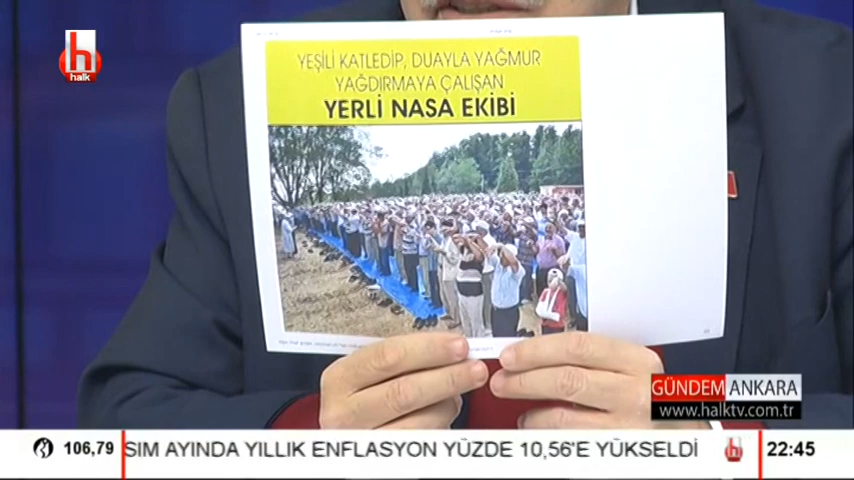 halk
YEŞİLİ KATLEDİP, DUAYLA YAĞMUR
YAĞDIRMAYA ÇALIŞAN
YERLİ NASA EKİBİ
GÜNDEM ANKARA
www.halktv.com.tr
106,79 SIM AYINDA YILLIK ENFLASYON YÜZDE 10,56'E YÜKSELDİ halk 22:45